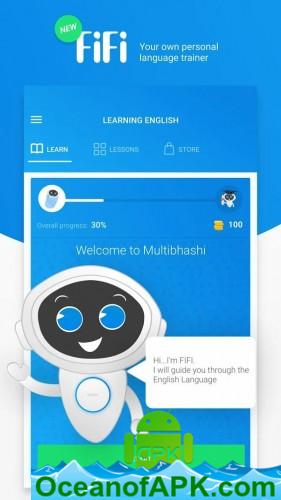 NEW
FiFi
Your own personal
language trainer
LEARNING ENGLISH
LEARN
LESSONS
STORE
Overall progress: 30%
100
Welcome to Multibhashi
Hi...I'm FIFI.
I will guide you through the
English Language
APK
OceanofAPK.com